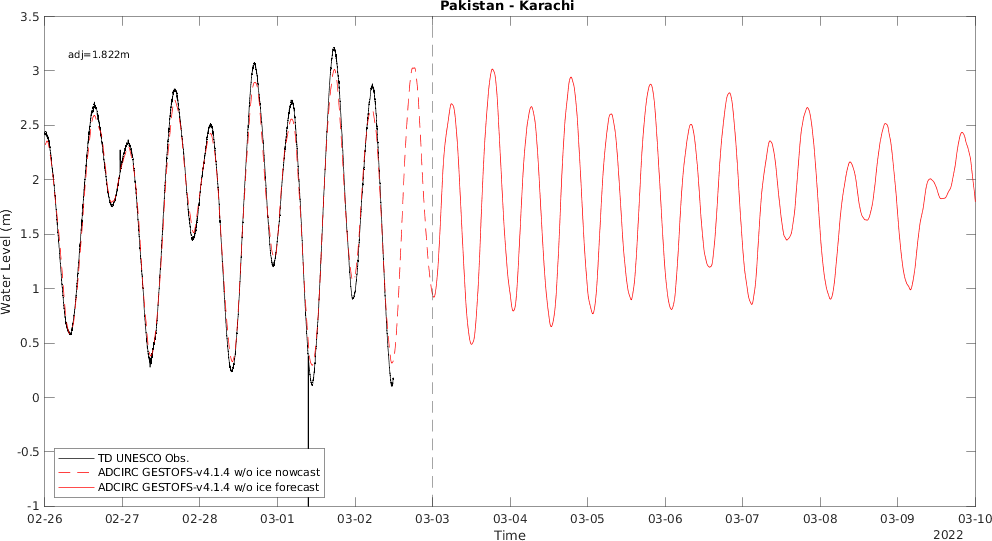 Pakistan - Karachi
adj=1.822m
3.5
3
2.5
2
1.5
1
0.5
0
-0.5
-1
Water Level (m)
TD UNESCO Obs.
ADCIRC GESTOFS-v4.1.4 w/o ice nowcast
ADCIRC GESTOFS-v4.1.4 w/o ice forecast
02-26 02-27 02-28 03-01 03-02 03-03 03-04 03-05 03-06 03-07 03-08 03-09 03-10
Time
2022